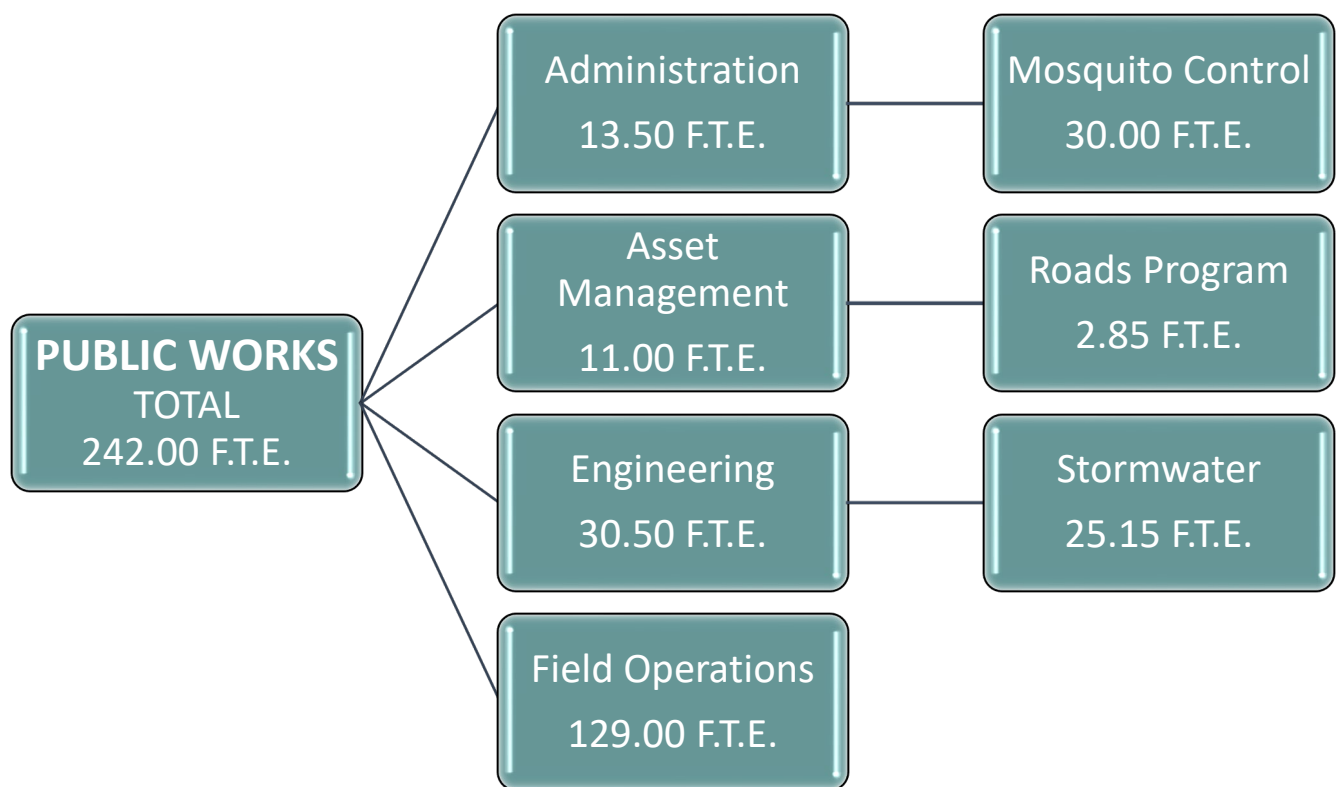 PUBLIC WORKS
TOTAL
242.00 F.T.E.
Administration
13.50 F.T.E.
Mosquito Control
30.00 F.T.E.
Asset
Management
11.00 F.T.E.
Roads Program
2.85 F.T.E.
Engineering
30.50 F.T.E.
Stormwater
25.15 F.T.E.
Field Operations
129.00 F.T.E.